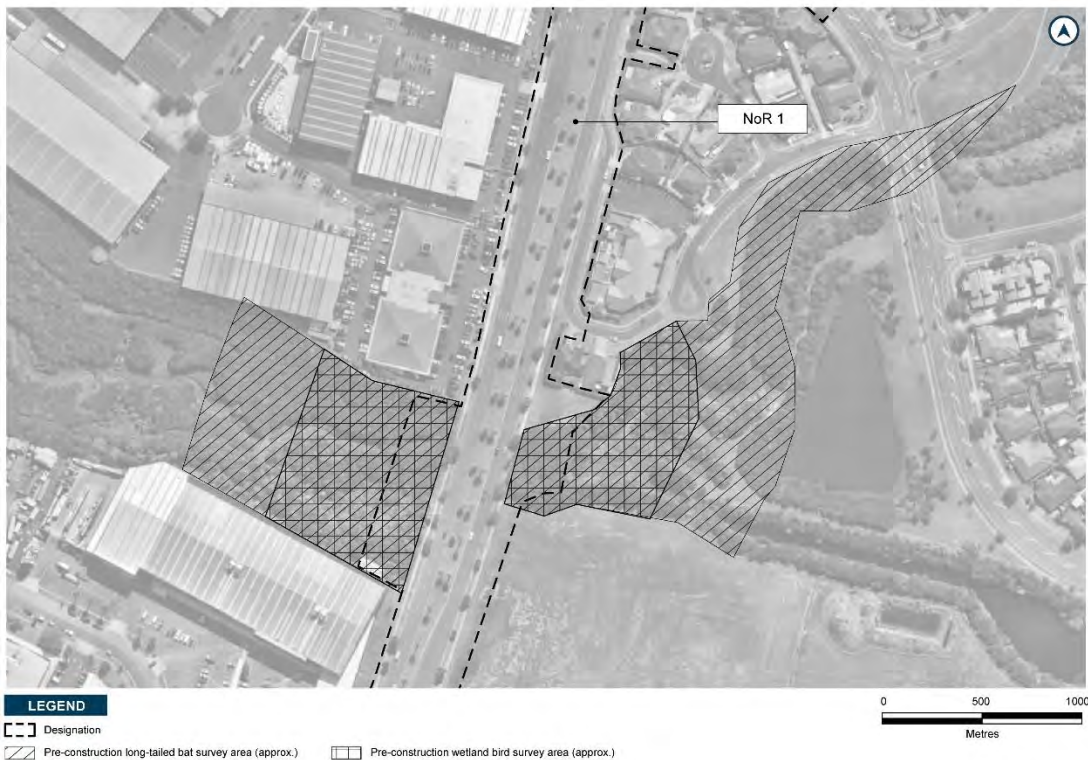 NoR 1
LEGEND
Designation
Pre-construction long-tailed bat survey area (approx.) Pre-construction wetland bird survey area (approx.)
0 500 1000
Metres